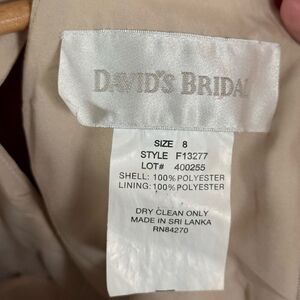 DAVID'S BRIDAL
SIZE 8
STYLE F13277
LOT# 400255
SHELL: 100% POLYESTER
LINING: 100% POLYESTER
DRY CLEAN ONLY
MADE IN SRI LANKA
RN84270